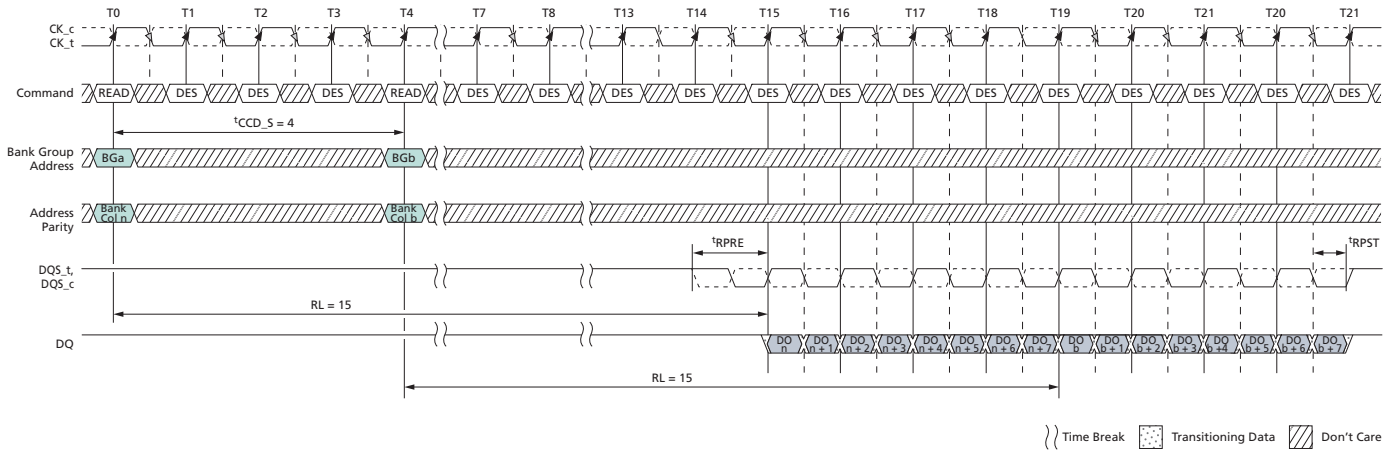 T0 T1 T2 T3 T4 T7 T8 T13 T14 T15 T16 T17 T18 T19 T20 T21 T20 T21
CK_c
CK_t
Command READ DES DES DES READ DES DES DES DES DES DES DES DES DES DES DES DES DES
tCCD_S = 4
Bank Group
Address
BGa BGb
Address
Parity
Bank
Col n
Bank
Col b
tRPRE tRPST
DQS_t,
DQS_c
RL = 15
DQ
DO
n
DO
n + 1
DO
n + 2
DO
n + 3
DO
n + 4
DO
n + 5
DO
n + 6
DO
n + 7
DO
b
DO
b + 1
DO
b + 2
DO
b + 3
DO
b + 4
DO
b + 5
DO
b + 6
DO
b + 7
RL = 15
Time Break Transitioning Data Don't Care